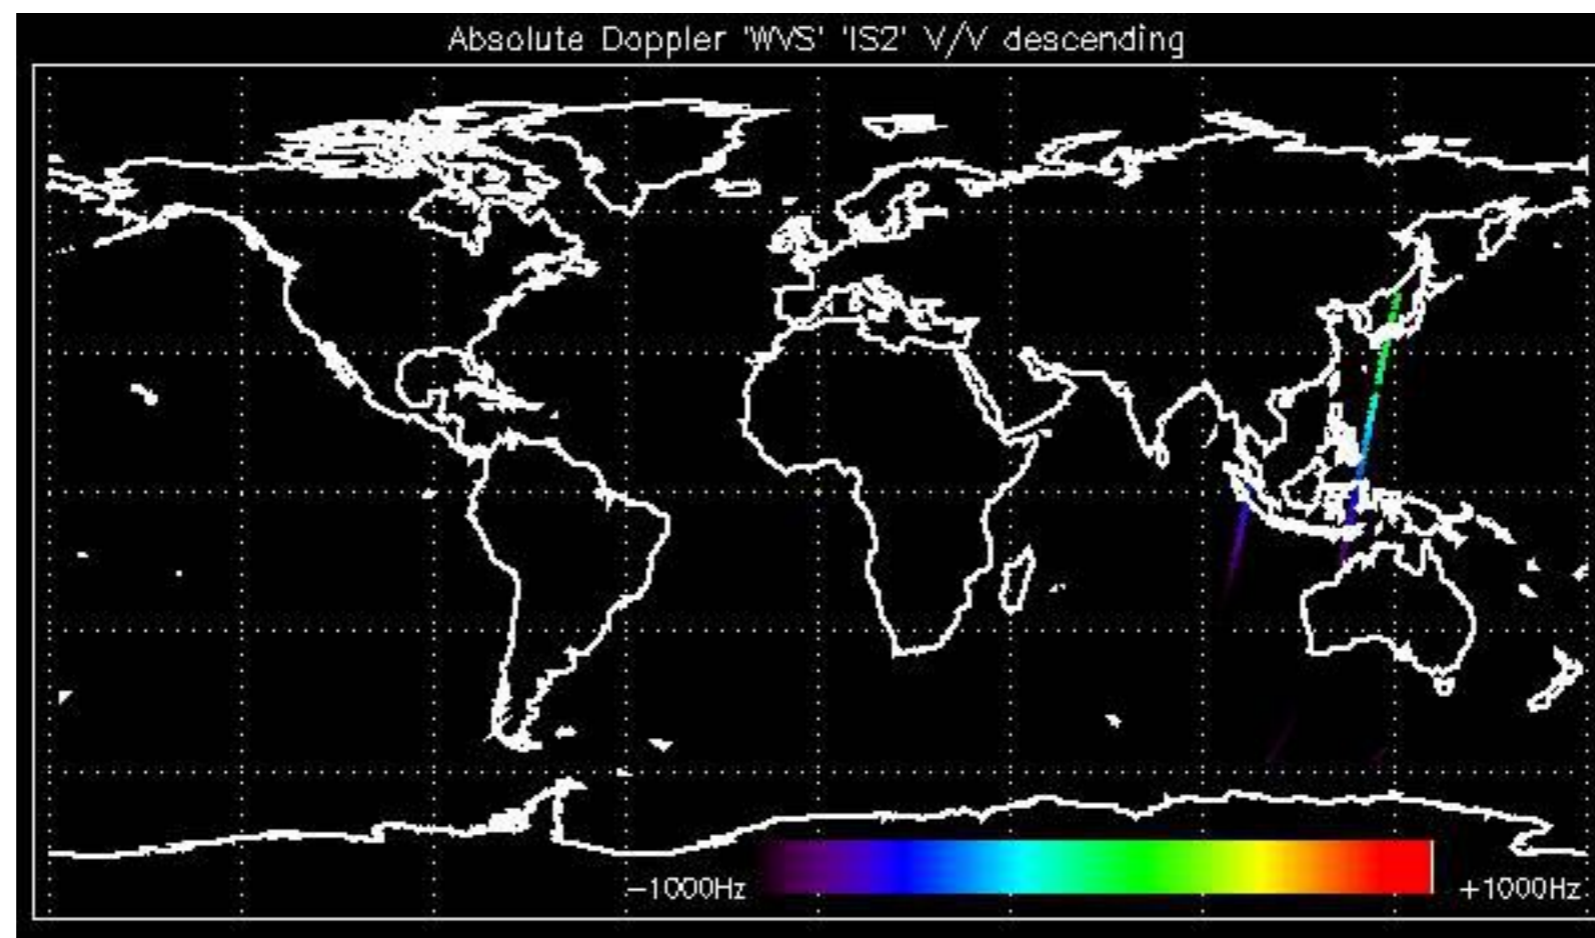 Absolute Doppler 'WVS' 'IS2' V/V descending
−1000Hz
+1000Hz